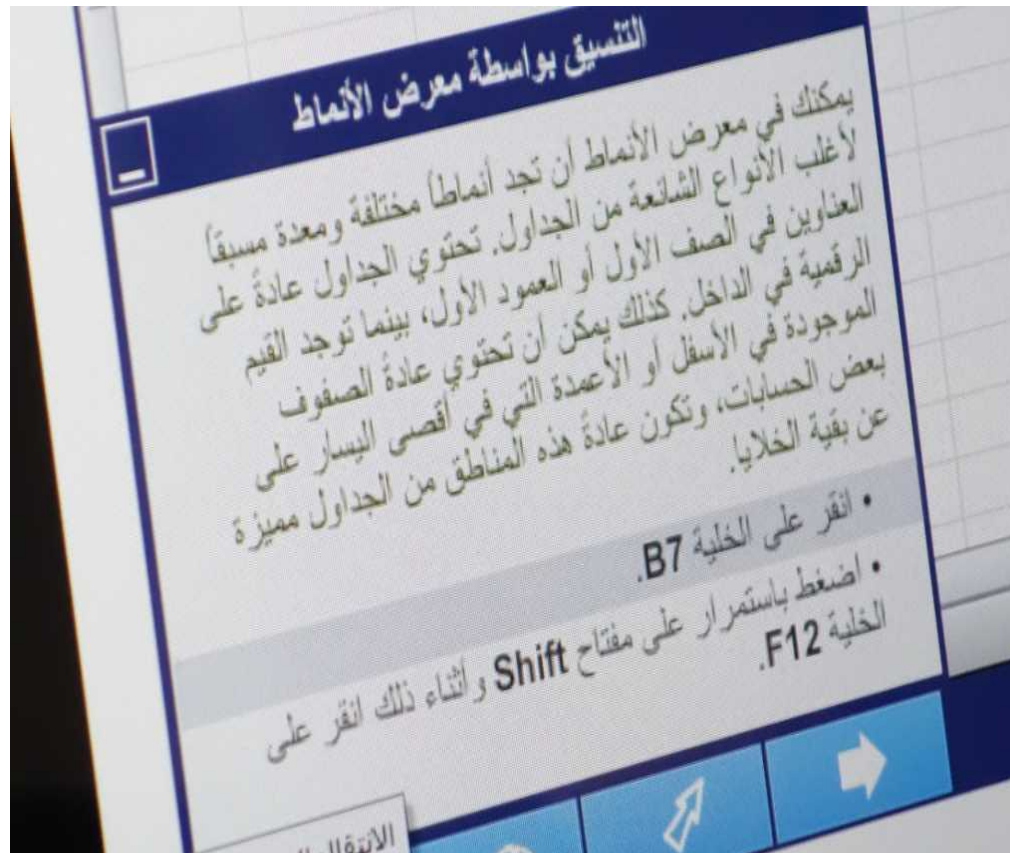 التنسيق بواسطة معرض الأنماط
يمكنك في معرض الأنماط أن تجد أنماطاً مختلفة ومعدة مسبقاً
لأغلب الأنواع الشائعة من الجداول. تحتوي الجداول عادةً على
العناوين في الصف الأول أو العمود الأول، بينما توجد القيم
الرقمية في الداخل. كذلك يمكن أن تحتوي عادةً الصفوف
الموجودة في الأسفل أو الأعمدة التي في أقصى اليسار على
بعض الحسابات، وتكون عادةً هذه المناطق من الجداول مميزة
عن بقية الخلايا.
• انقر على الخلية B7.
• اضغط باستمرار على مفتاح Shift وأثناء ذلك انقر على
الخلية F12.
الانتقال